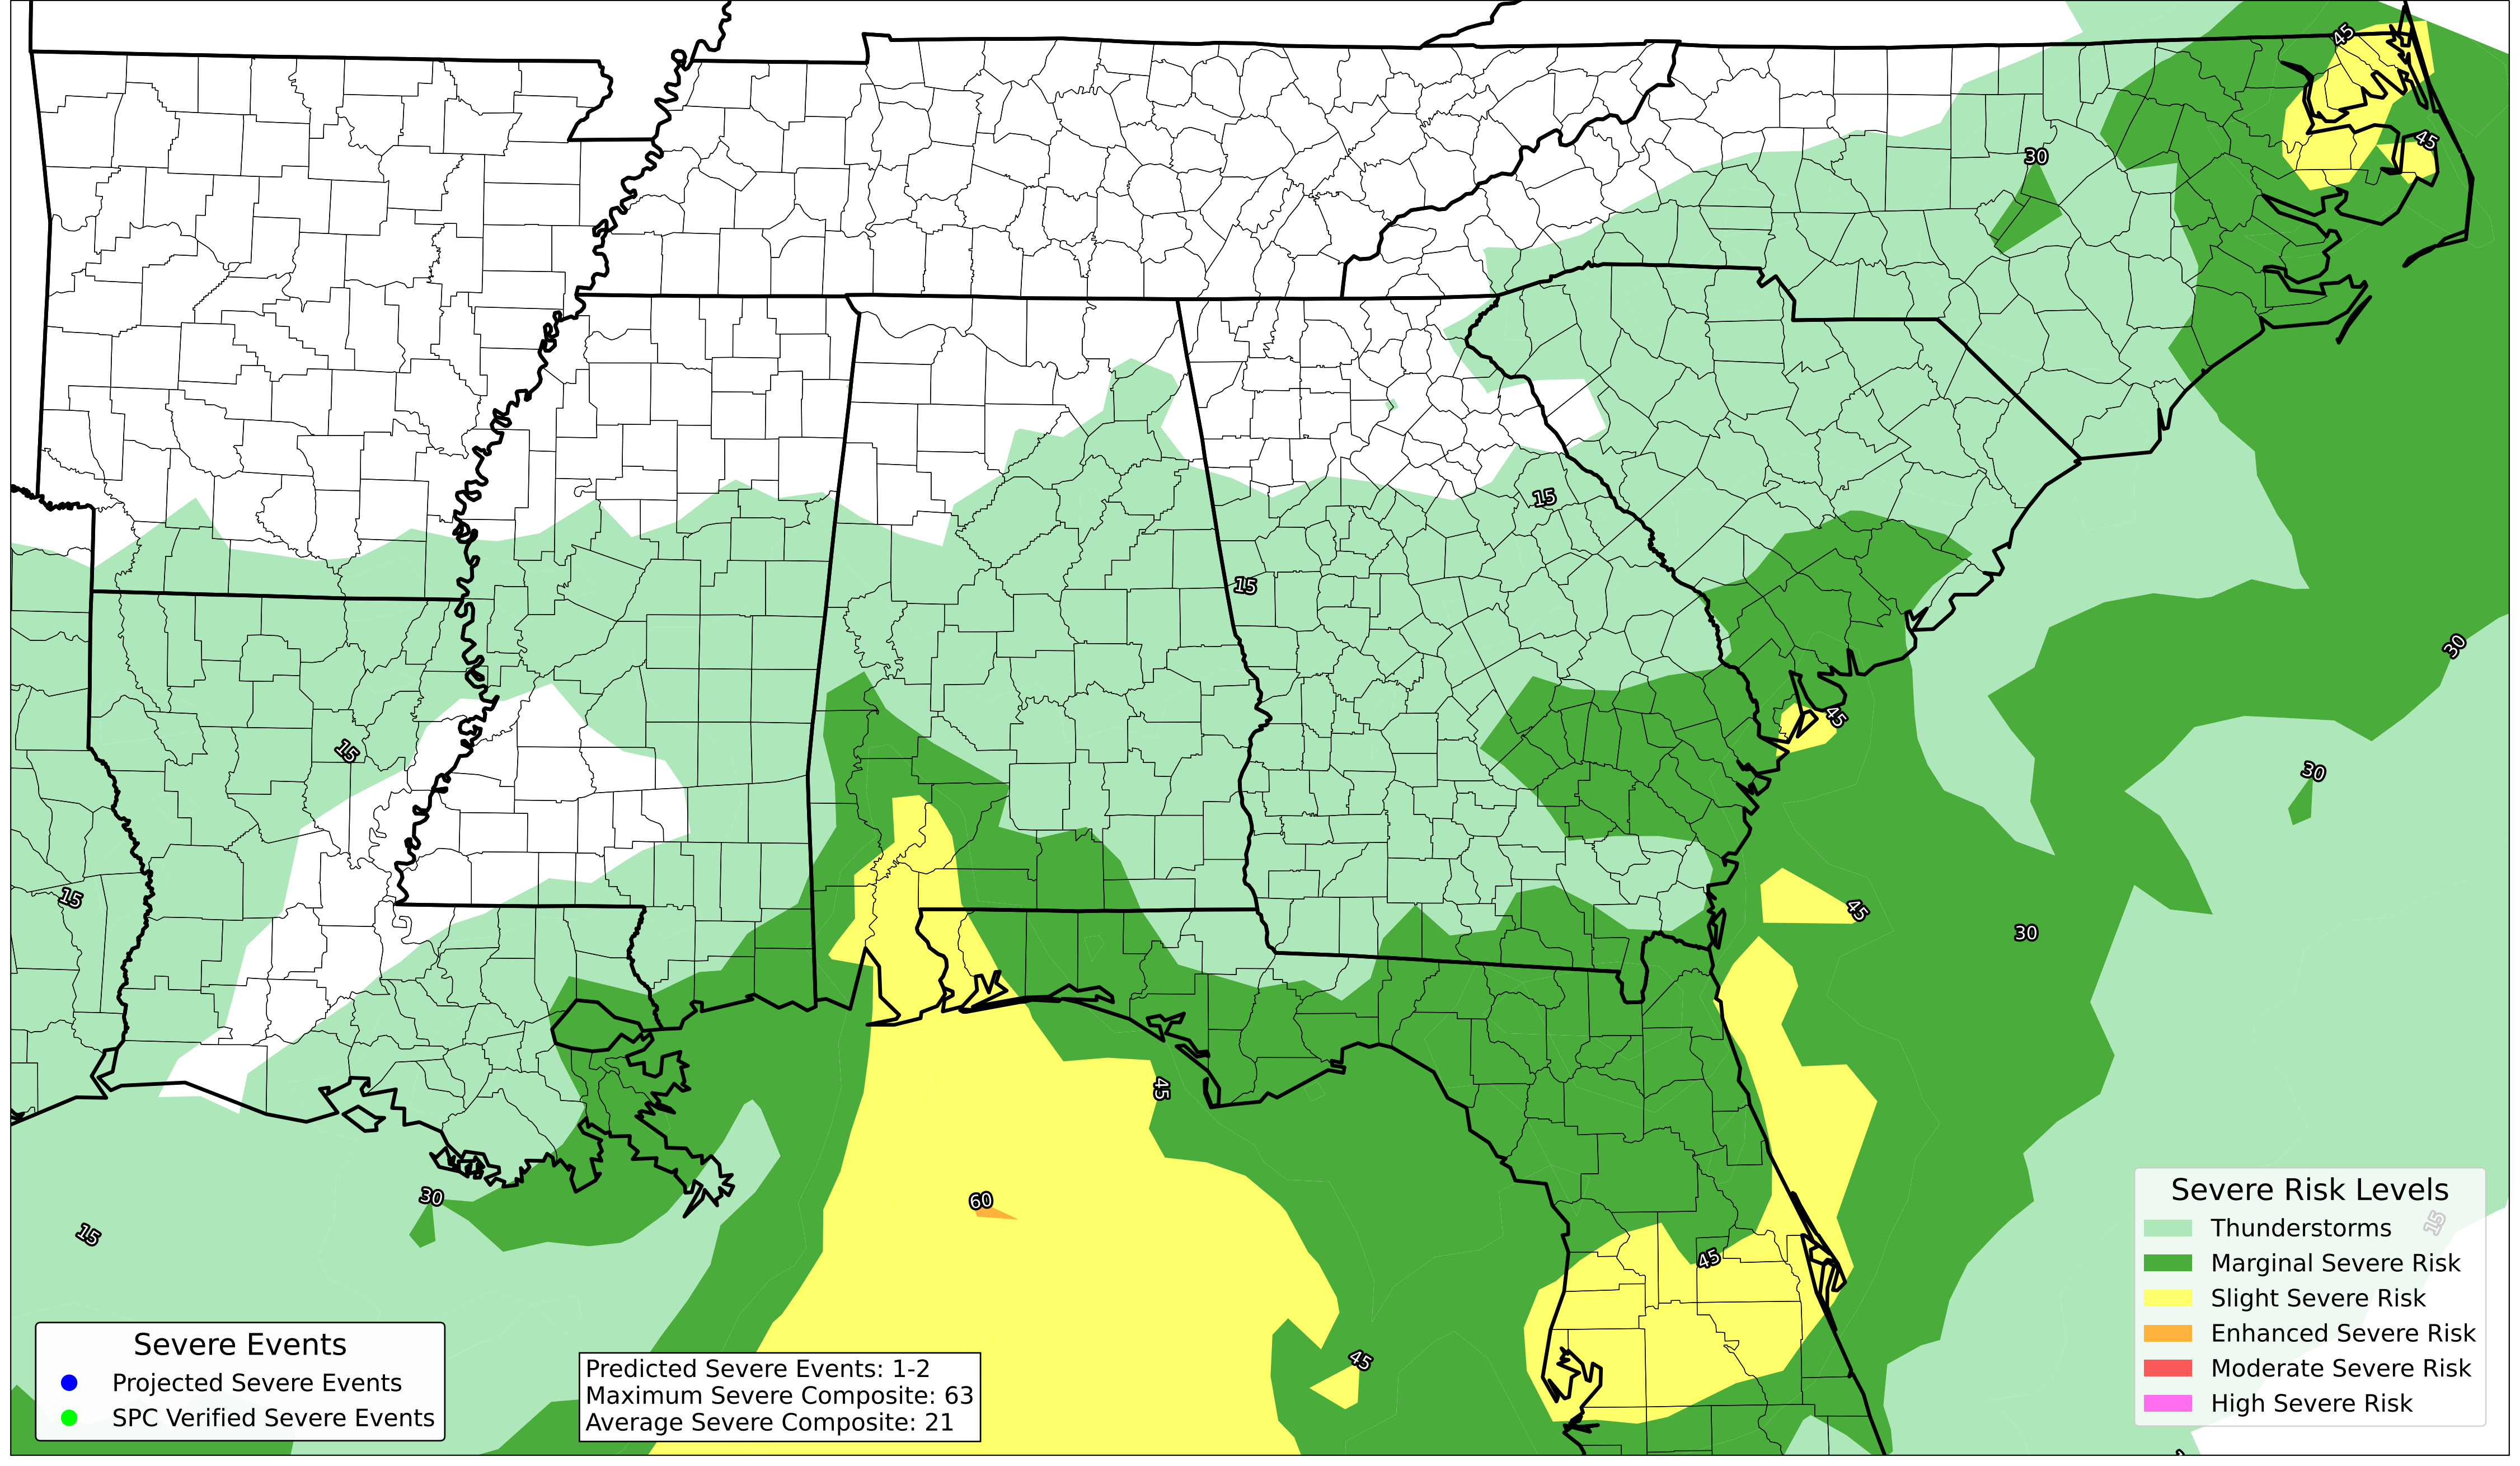 45
45
30
15
15
30
45
15
30
15
45
30
45
30
60
15
15
45
45
Severe Risk Levels
Thunderstorms
Marginal Severe Risk
Slight Severe Risk
Enhanced Severe Risk
Moderate Severe Risk
High Severe Risk
Severe Events
Projected Severe Events
SPC Verified Severe Events
Predicted Severe Events: 1-2
Maximum Severe Composite: 63
Average Severe Composite: 21